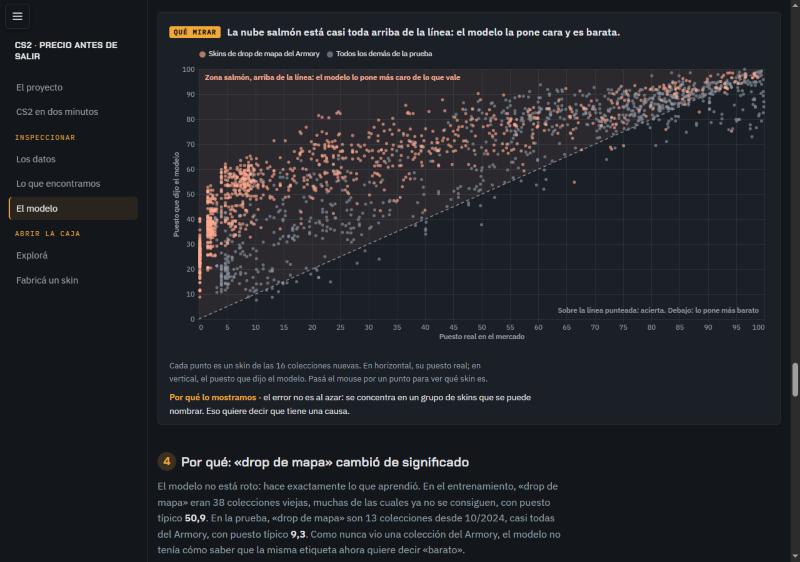 CS2 · PRECIO ANTES DE
SALIR
El proyecto
CS2 en dos minutos
INSPECCIONAR
Los datos
Lo que encontramos
El modelo
ABRIR LA CAJA
Explorá
Fabricá un skin
QUÉ MIRAR La nube salmón está casi toda arriba de la línea: el modelo la pone cara y es barata.
Skins de drop de mapa del Armory Todos los demás de la prueba
Zona salmón, arriba de la línea: el modelo lo pone más caro de lo que vale
100
90
80
70
60
50
40
30
20
10
0
Puesto que dijo el modelo
Sobre la línea punteada: acierta. Debajo: lo pone más barato
0 5 10 15 20 25 30 35 40 45 50 55 60 65 70 75 80 85 90 95 100
Puesto real en el mercado
Cada punto es un skin de las 16 colecciones nuevas. En horizontal, su puesto real; en
vertical, el puesto que dijo el modelo. Pasá el mouse por un punto para ver qué skin es.
Por qué lo mostramos · el error no es al azar: se concentra en un grupo de skins que se puede
nombrar. Eso quiere decir que tiene una causa.
4 Por qué: «drop de mapa» cambió de significado
El modelo no está roto: hace exactamente lo que aprendió. En el entrenamiento, «drop de
mapa» eran 38 colecciones viejas, muchas de las cuales ya no se consiguen, con puesto
típico 50,9. En la prueba, «drop de mapa» son 13 colecciones desde 10/2024, casi todas
del Armory, con puesto típico 9,3. Como nunca vio una colección del Armory, el modelo no
tenía cómo saber que la misma etiqueta ahora quiere decir «barato».